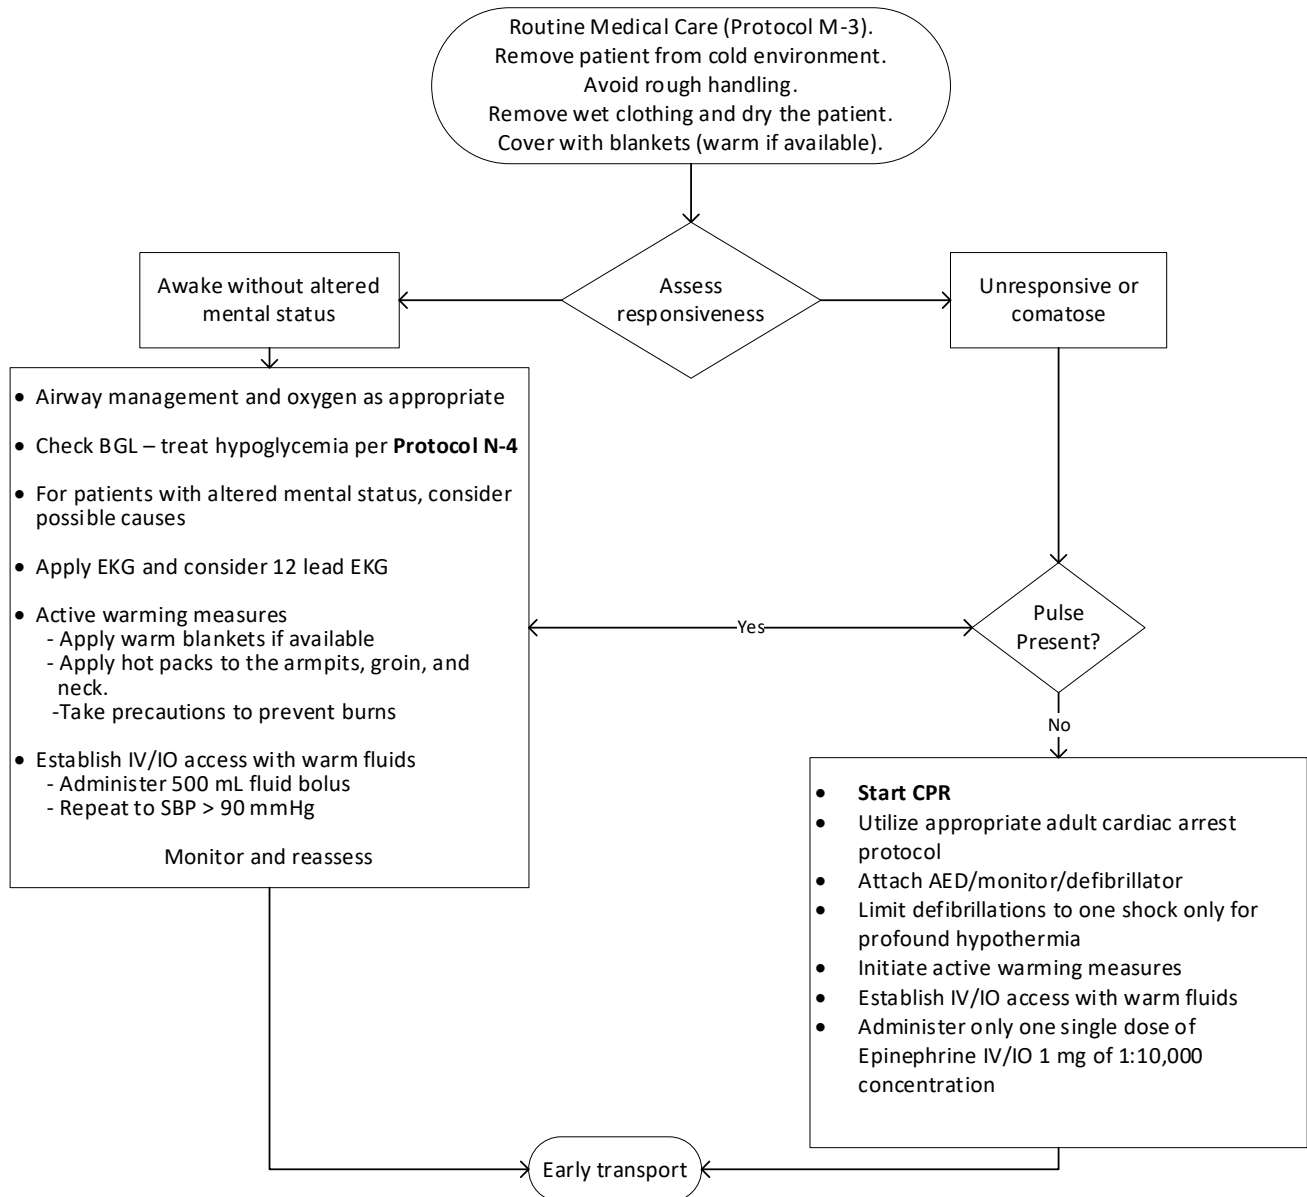 Routine Medical Care (Protocol M-3).
Remove patient from cold environment.
Avoid rough handling.
Remove wet clothing and dry the patient.
Cover with blankets (warm if available).
Assess
responsiveness
Awake without altered
mental status
Unresponsive or
comatose
• Airway management and oxygen as appropriate
• Check BGL – treat hypoglycemia per Protocol N-4
• For patients with altered mental status, consider
possible causes
• Apply EKG and consider 12 lead EKG
• Active warming measures
- Apply warm blankets if available
- Apply hot packs to the armpits, groin, and
neck.
-Take precautions to prevent burns
• Establish IV/IO access with warm fluids
- Administer 500 mL fluid bolus
- Repeat to SBP > 90 mmHg
Monitor and reassess
Yes
Pulse
Present?
No
• Start CPR
• Utilize appropriate adult cardiac arrest
protocol
• Attach AED/monitor/defibrillator
• Limit defibrillations to one shock only for
profound hypothermia
• Initiate active warming measures
• Establish IV/IO access with warm fluids
• Administer only one single dose of
Epinephrine IV/IO 1 mg of 1:10,000
concentration
Early transport